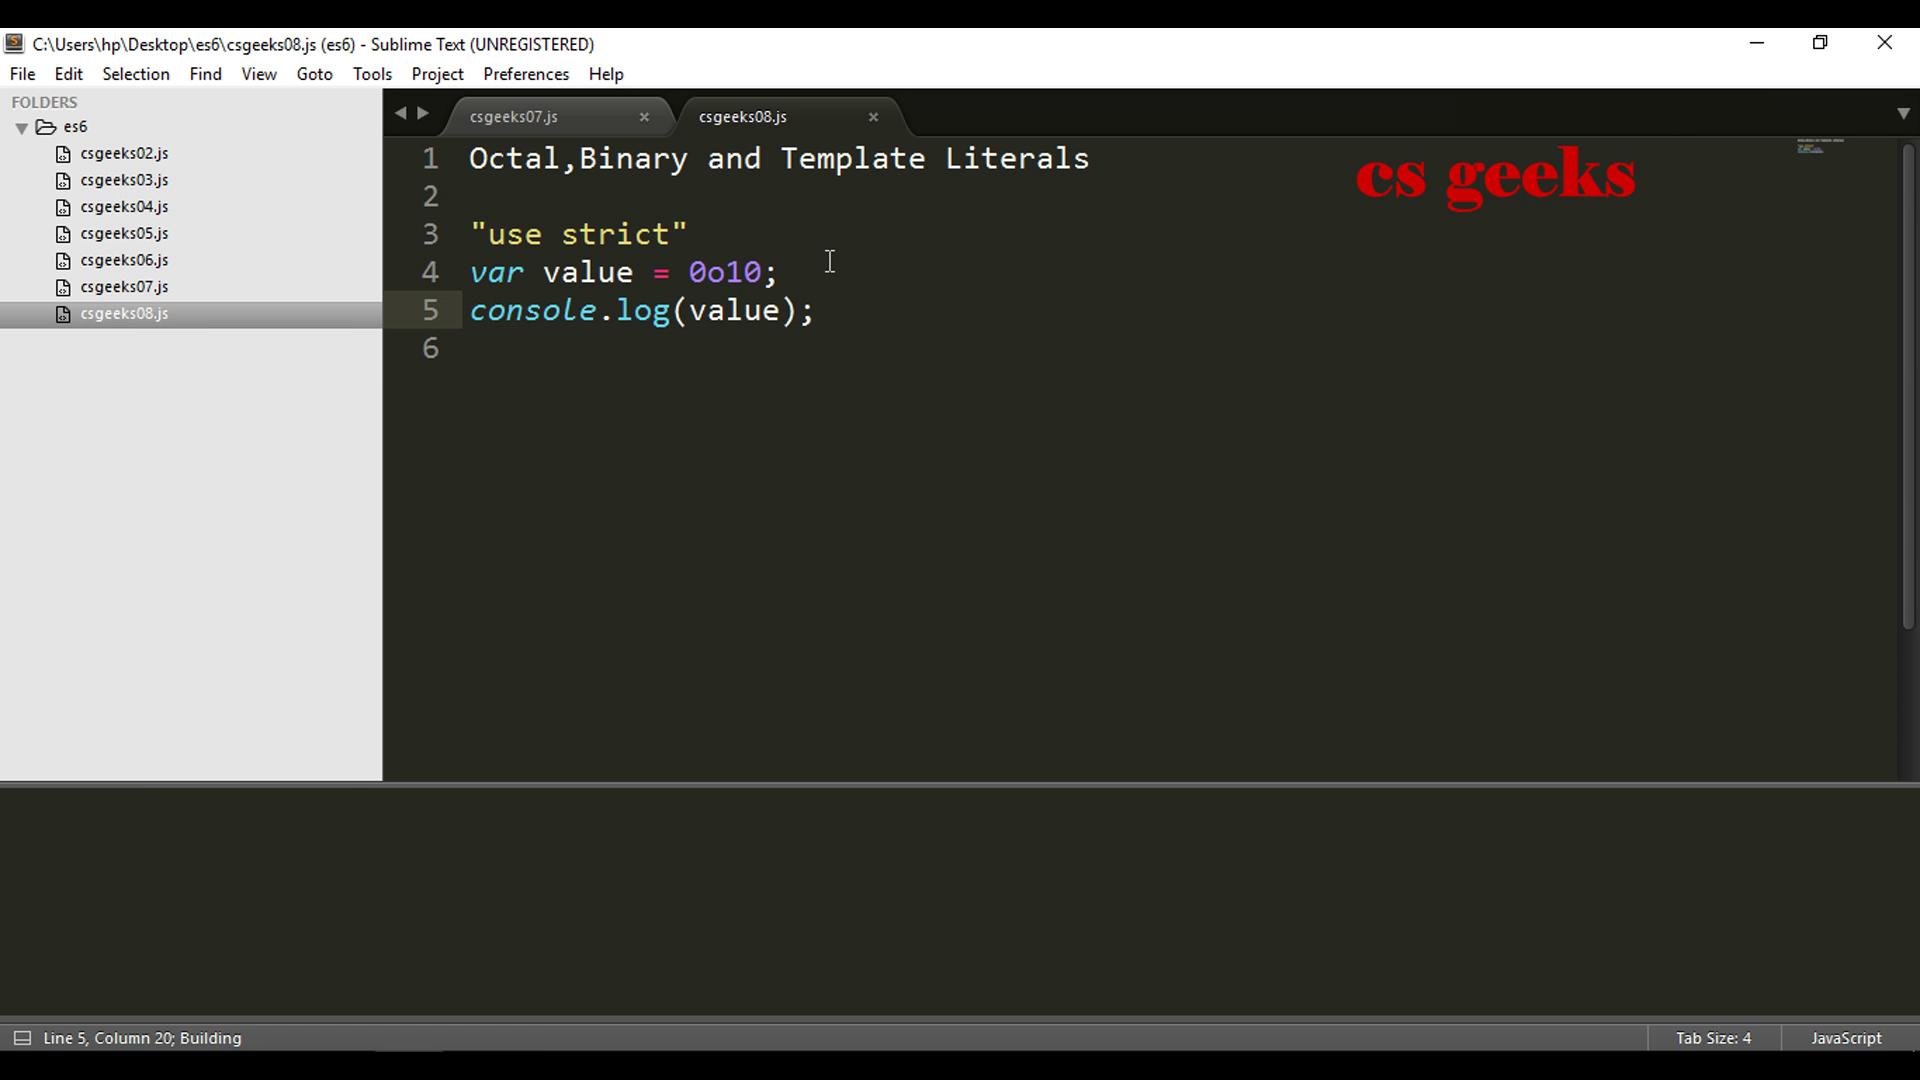 C:\Users\hp\Desktop\es6\csgeeks08.js (es6) - Sublime Text (UNREGISTERED)
File Edit Selection Find View Goto Tools Project Preferences Help
FOLDERS
es6
csgeeks02.js
csgeeks03.js
csgeeks04.js
csgeeks05.js
csgeeks06.js
csgeeks07.js
csgeeks08.js
csgeeks07.js csgeeks08.js
1 Octal,Binary and Template Literals
2
3 "use strict"
4 var value = 0o10;
5 console.log(value);
6
cs geeks
Line 5, Column 20; Building
Tab Size: 4 JavaScript